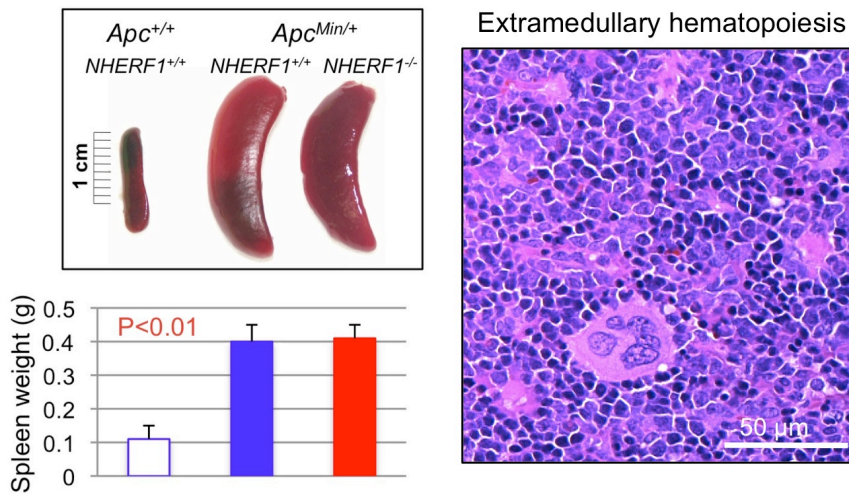 Apc+/+ ApcMin/+
NHERF1+/+ NHERF1+/+ NHERF1-/-
1 cm
Extramedullary hematopoiesis
50 µm
Spleen weight (g)
0.5
0.4
0.3
0.2
0.1
0
P<0.01